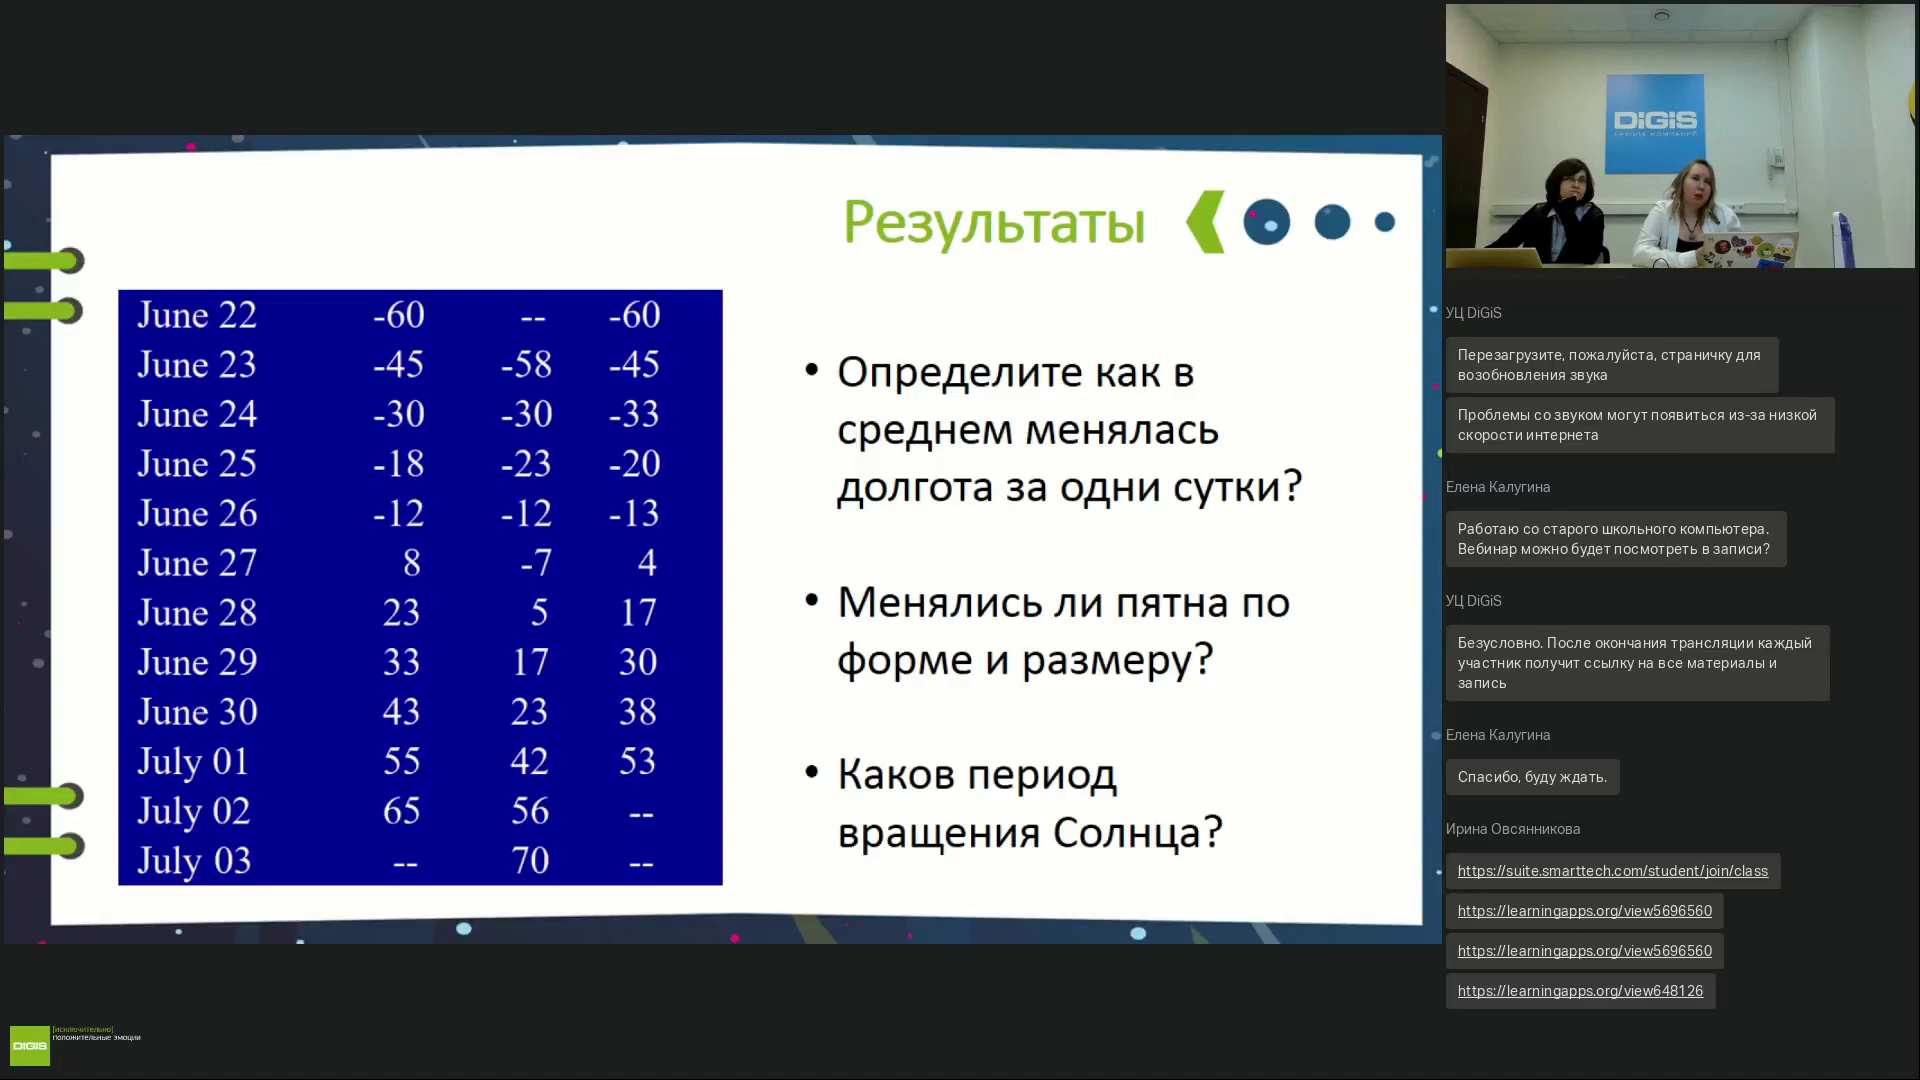 Результаты
June 22 -60 -- -60
June 23 -45 -58 -45
June 24 -30 -30 -33
June 25 -18 -23 -20
June 26 -12 -12 -13
June 27 8 -7 4
June 28 23 5 17
June 29 33 17 30
June 30 43 23 38
July 01 55 42 53
July 02 65 56 --
July 03 -- 70 --
• Определите как в
среднем менялась
долгота за одни сутки?
• Менялись ли пятна по
форме и размеру?
• Каков период
вращения Солнца?
DiGiS
[исключительно]
положительные эмоции
DiGiS
ГРУППА КОМПАНИЙ
УЦ DiGiS
Перезагрузите, пожалуйста, страничку для
возобновления звука
Проблемы со звуком могут появиться из-за низкой
скорости интернета
Елена Калугина
Работаю со старого школьного компьютера.
Вебинар можно будет посмотреть в записи?
УЦ DiGiS
Безусловно. После окончания трансляции каждый
участник получит ссылку на все материалы и
запись
Елена Калугина
Спасибо, буду ждать.
Ирина Овсянникова
https://suite.smarttech.com/student/join/class
https://learningapps.org/view5696560
https://learningapps.org/view5696560
https://learningapps.org/view648126